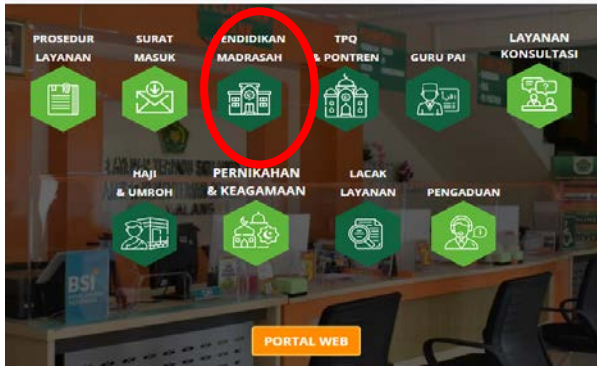 PROSEDUR
LAYANAN
SURAT
MASUK
ENDIDIKAN
MADRASAH
TPQ
& PONTREN
GURU PAI
LAYANAN
KONSULTASI
HAJI
& UMROH
PERNIKAHAN
& KEAGAMAAN
LACAK
LAYANAN
PENGADUAN
BSI
PORTAL WEB